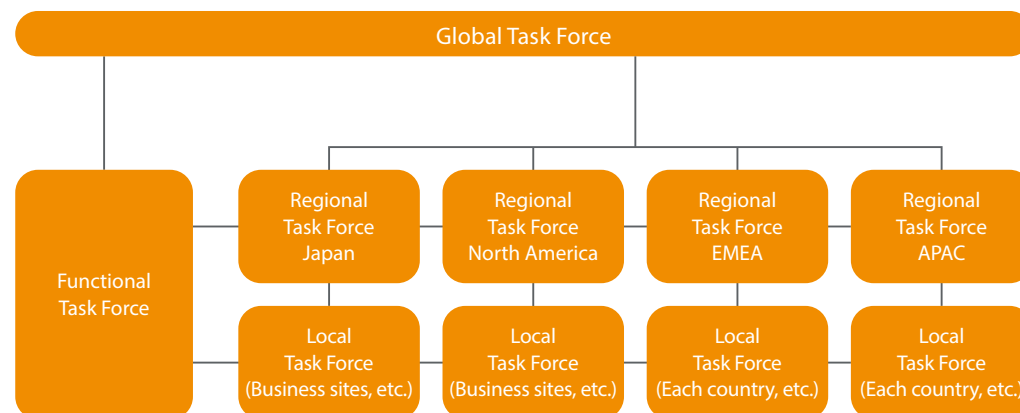 Global Task Force
Functional
Task Force
Regional
Task Force
Japan
Regional
Task Force
North America
Regional
Task Force
EMEA
Regional
Task Force
APAC
Local
Task Force
(Business sites, etc.)
Local
Task Force
(Business sites, etc.)
Local
Task Force
(Each country, etc.)
Local
Task Force
(Each country, etc.)